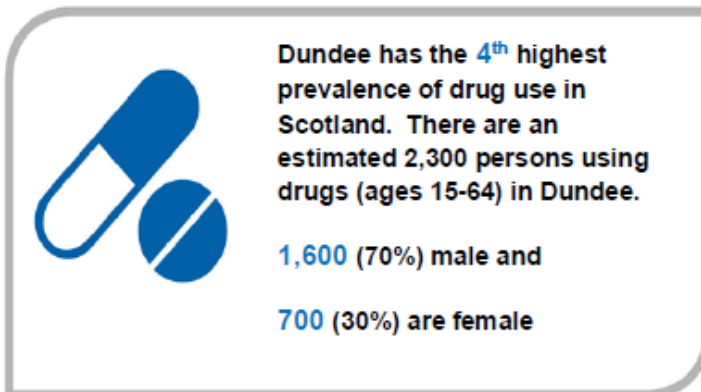 Dundee has the 4th highest
prevalence of drug use in
Scotland. There are an
estimated 2,300 persons using
drugs (ages 15-64) in Dundee.
1,600 (70%) male and
700 (30%) are female